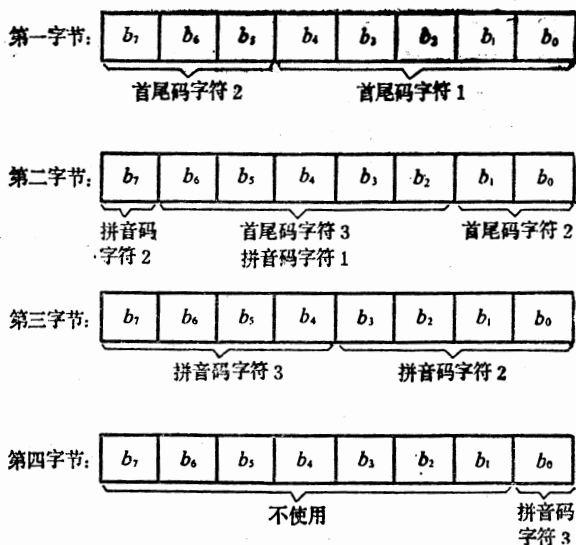 第一字节: b7 b6 b5 b4 b3 b2 b1 b0
首尾码字符 2 首尾码字符 1
第二字节: b7 b6 b5 b4 b3 b2 b1 b0
拼音码 首尾码字符 3 首尾码字符 2
字符 2 拼音码字符 1
第三字节: b7 b6 b5 b4 b3 b2 b1 b0
拼音码字符 3 拼音码字符 2
第四字节: b7 b6 b5 b4 b3 b2 b1 b0
不使用 拼音码
字符 3